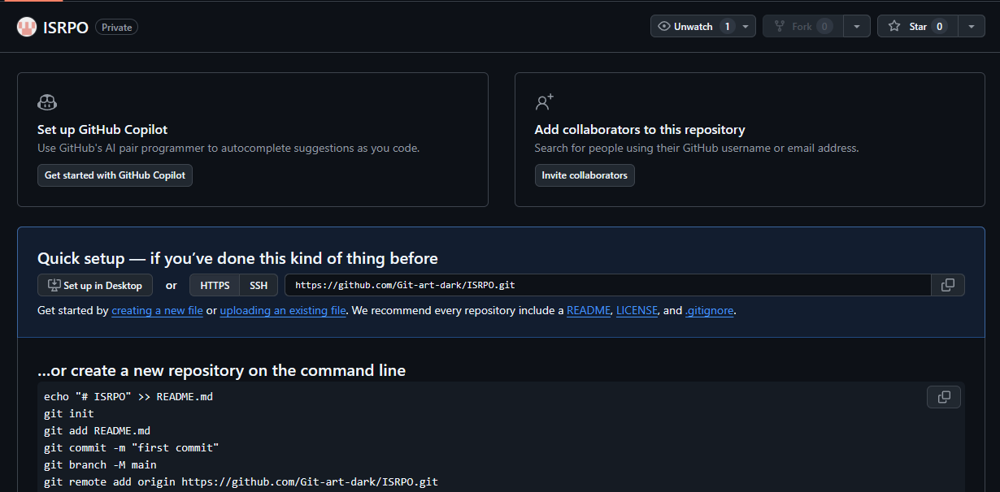 ISRPO Private Unwatch 1 Fork 0 Star 0
Set up GitHub Copilot
Use GitHub's AI pair programmer to autocomplete suggestions as you code.
Get started with GitHub Copilot
Add collaborators to this repository
Search for people using their GitHub username or email address.
Invite collaborators
Quick setup — if you’ve done this kind of thing before
Set up in Desktop or HTTPS SSH https://github.com/Git-art-dark/ISRPO.git
Get started by creating a new file or uploading an existing file. We recommend every repository include a README, LICENSE, and .gitignore.
…or create a new repository on the command line
echo "# ISRPO" >> README.md
git init
git add README.md
git commit -m "first commit"
git branch -M main
git remote add origin https://github.com/Git-art-dark/ISRPO.git